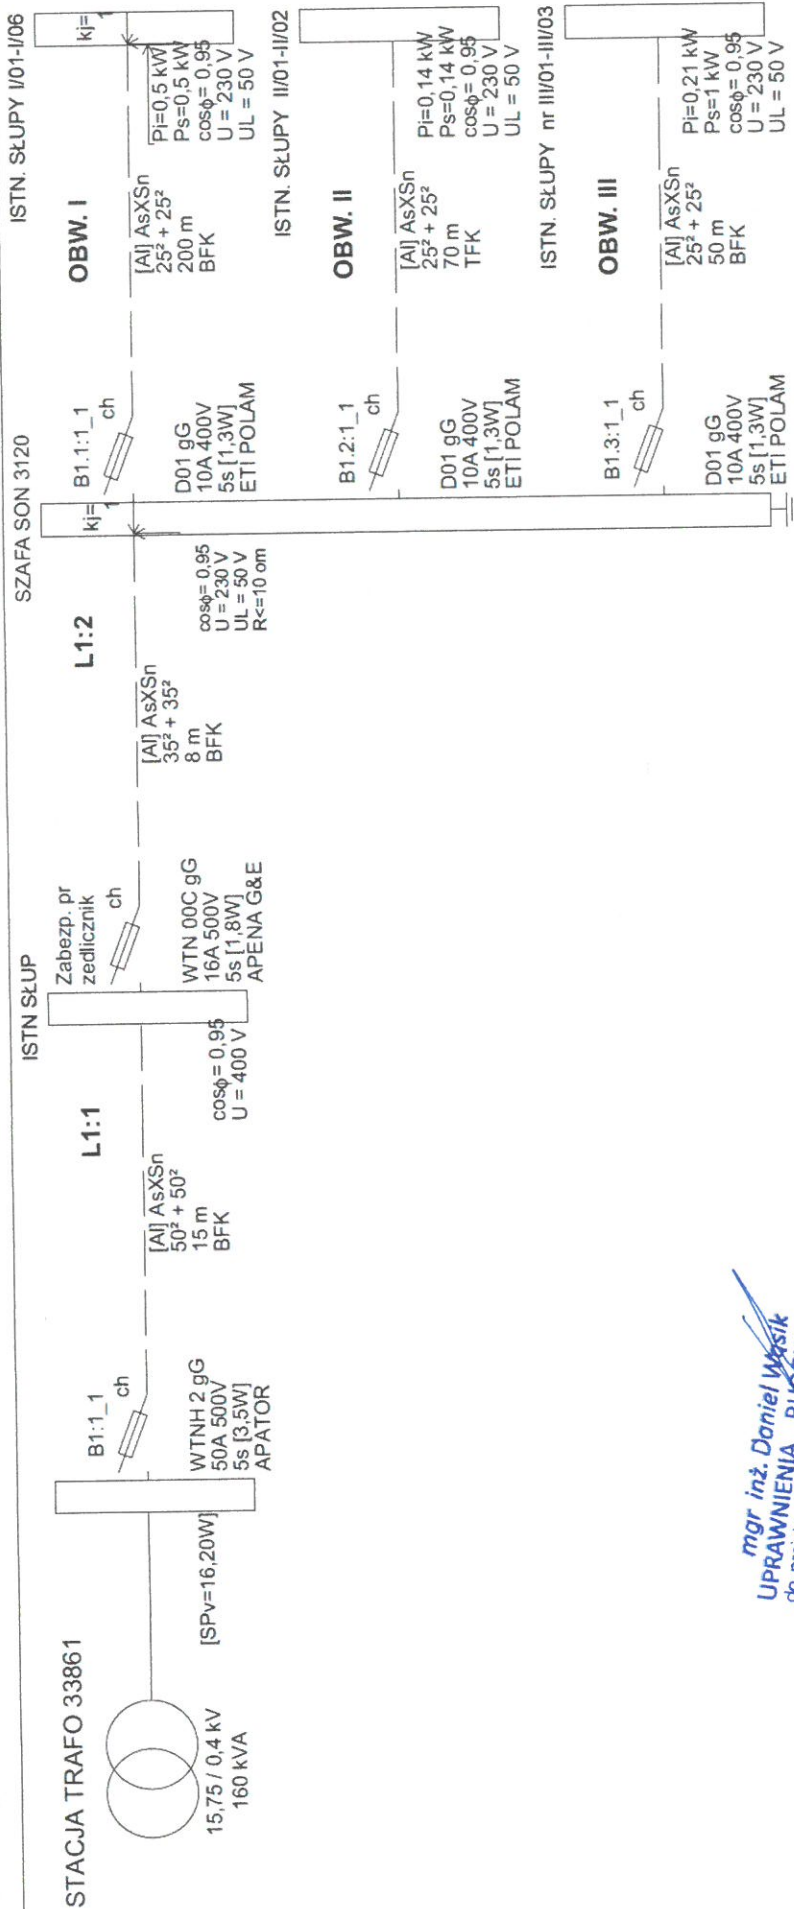 STACJA TRAFO 33861
15,75 / 0,4 kV
160 kVA
[SPv=16,20W]
B1:1_1
ch
WTNH 2 gG
50A 500V
5s [3,5W]
APATOR
L1:1
[Al] AsXSn
50² + 50²
15 m
BFK
ISTN SŁUP
cosφ= 0,95
U = 400 V
Zabezp. pr
zedlicznik
ch
WTN 00C gG
16A 500V
5s [1,8W]
APENA G&E
L1:2
[Al] AsXSn
35² + 35²
8 m
BFK
SZAFA SON 3120
kj=
1
cosφ= 0,95
U = 230 V
UL = 50 V
R<=10 om
B1.1:1_1
ch
D01 gG
10A 400V
5s [1,3W]
ETI POLAM
OBW. I
[Al] AsXSn
25² + 25²
200 m
BFK
ISTN. SŁUPY I/01-I/06
kj=
1
Pi=0,5 kW
Ps=0,5 kW
cosφ= 0,95
U = 230 V
UL = 50 V
B1.2:1_1
ch
D01 gG
10A 400V
5s [1,3W]
ETI POLAM
OBW. II
[Al] AsXSn
25² + 25²
70 m
TFK
ISTN. SŁUPY II/01-II/02
Pi=0,14 kW
Ps=0,14 kW
cosφ= 0,95
U = 230 V
UL = 50 V
B1.3:1_1
ch
D01 gG
10A 400V
5s [1,3W]
ETI POLAM
OBW. III
[Al] AsXSn
25² + 25²
50 m
BFK
ISTN. SŁUPY nr III/01-III/03
Pi=0,21 kW
Ps=1 kW
cosφ= 0,95
U = 230 V
UL = 50 V
mgr inż. Daniel Wąsik
UPRAWNIENIA